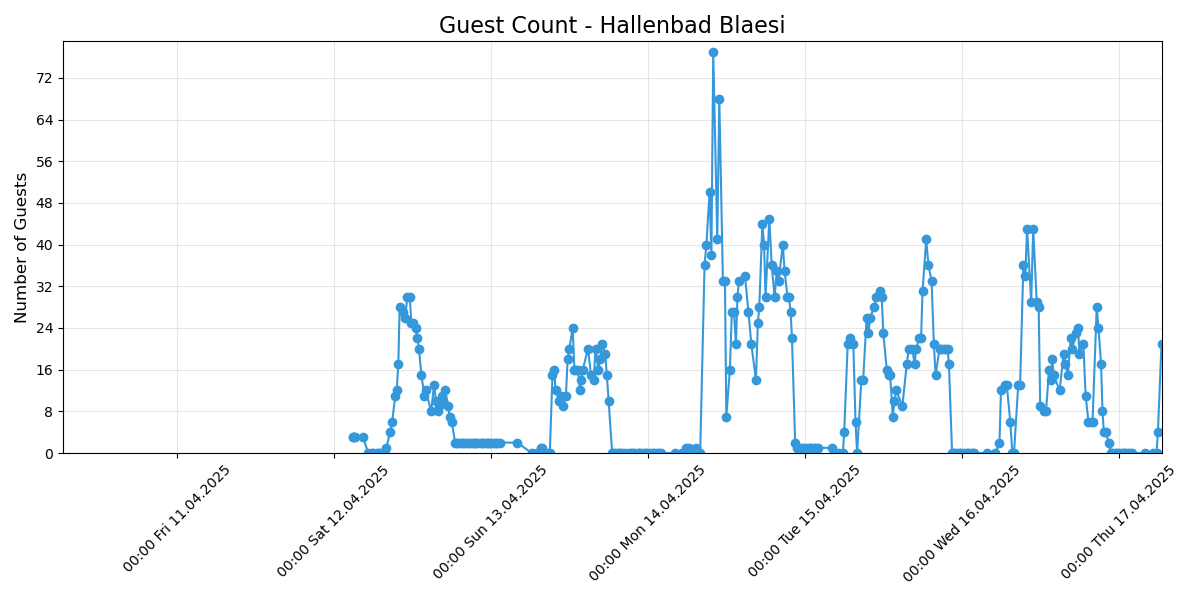 Guest Count - Hallenbad Blaesi
Number of Guests
72
64
56
48
40
32
24
16
8
0
00:00 Fri 11.04.2025
00:00 Sat 12.04.2025
00:00 Sun 13.04.2025
00:00 Mon 14.04.2025
00:00 Tue 15.04.2025
00:00 Wed 16.04.2025
00:00 Thu 17.04.2025